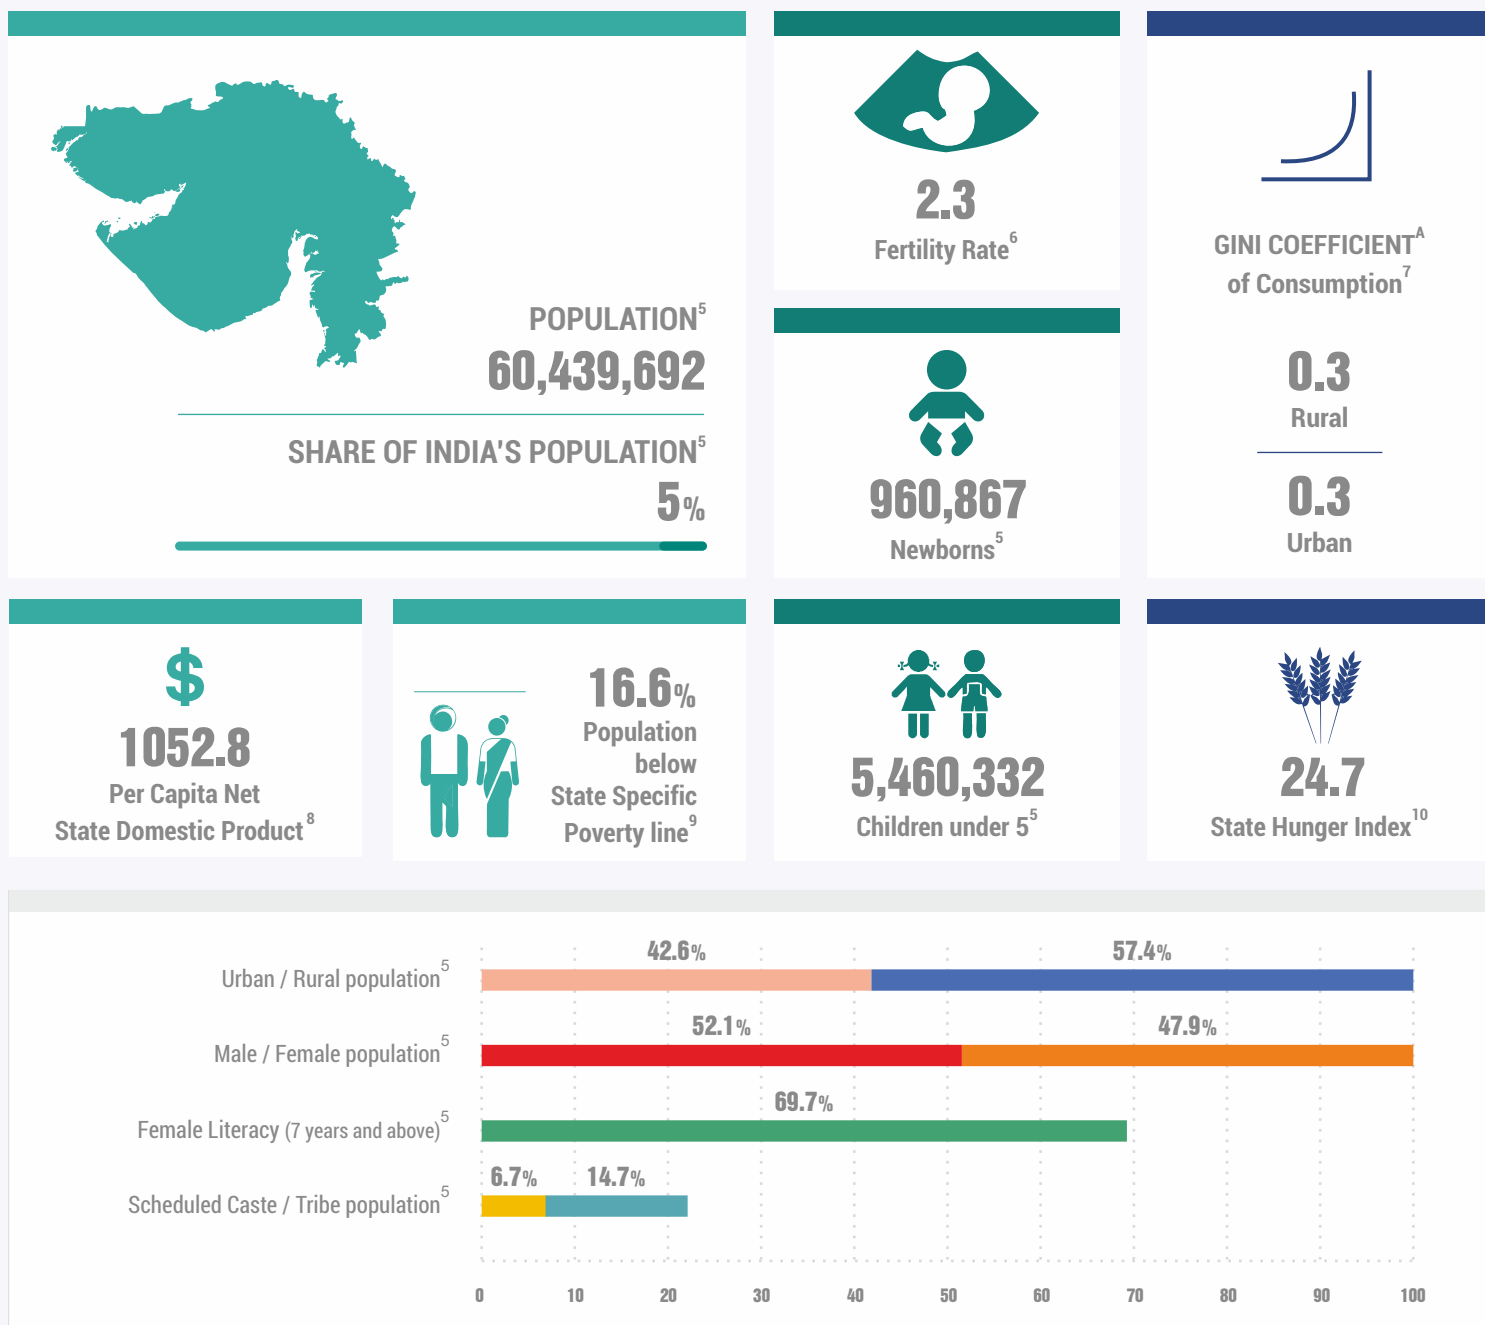 POPULATION5
60,439,692
SHARE OF INDIA'S POPULATION5
5%
2.3
Fertility Rate6
960,867
Newborns5
GINI COEFFICIENTA
of Consumption7
0.3
Rural
0.3
Urban
$
1052.8
Per Capita Net
State Domestic Product8
16.6%
Population
below
State Specific
Poverty line9
5,460,332
Children under 55
24.7
State Hunger Index10
42.6% 57.4%
Urban / Rural population5
52.1% 47.9%
Male / Female population5
69.7%
Female Literacy (7 years and above)5
6.7% 14.7%
Scheduled Caste / Tribe population5
0 10 20 30 40 50 60 70 80 90 100